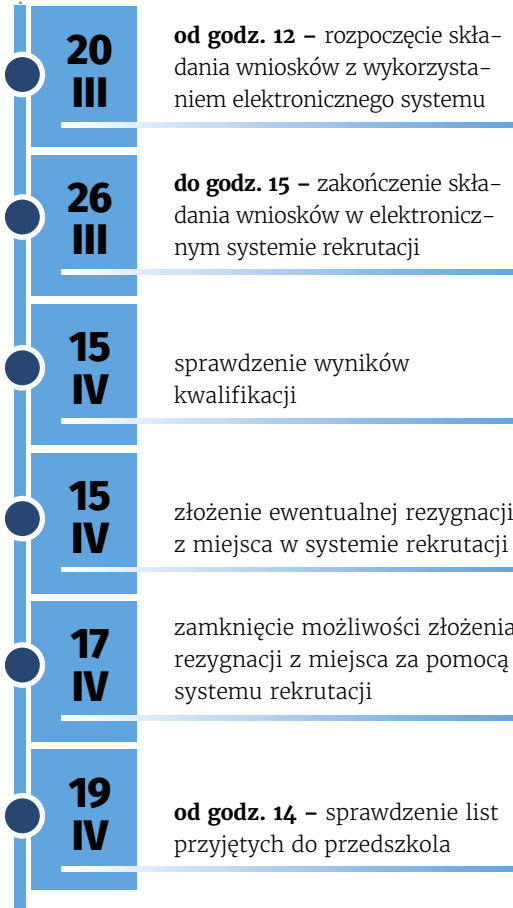 20
III
od godz. 12 – rozpoczęcie skła-
dania wniosków z wykorzysta-
niem elektronicznego systemu
26
III
do godz. 15 – zakończenie skła-
dania wniosków w elektronicz-
nym systemie rekrutacji
15
IV
sprawdzenie wyników
kwalifikacji
15
IV
złożenie ewentualnej rezygnacji
z miejsca w systemie rekrutacji
17
IV
zamknięcie możliwości złożenia
rezygnacji z miejsca za pomocą
systemu rekrutacji
19
IV
od godz. 14 – sprawdzenie list
przyjętych do przedszkola